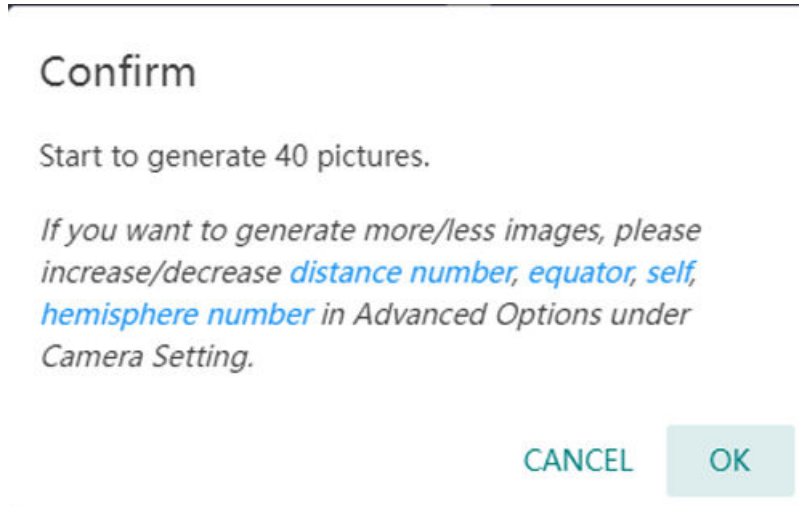 Confirm
Start to generate 40 pictures.
If you want to generate more/less images, please
increase/decrease distance number, equator, self,
hemisphere number in Advanced Options under
Camera Setting.
CANCEL OK